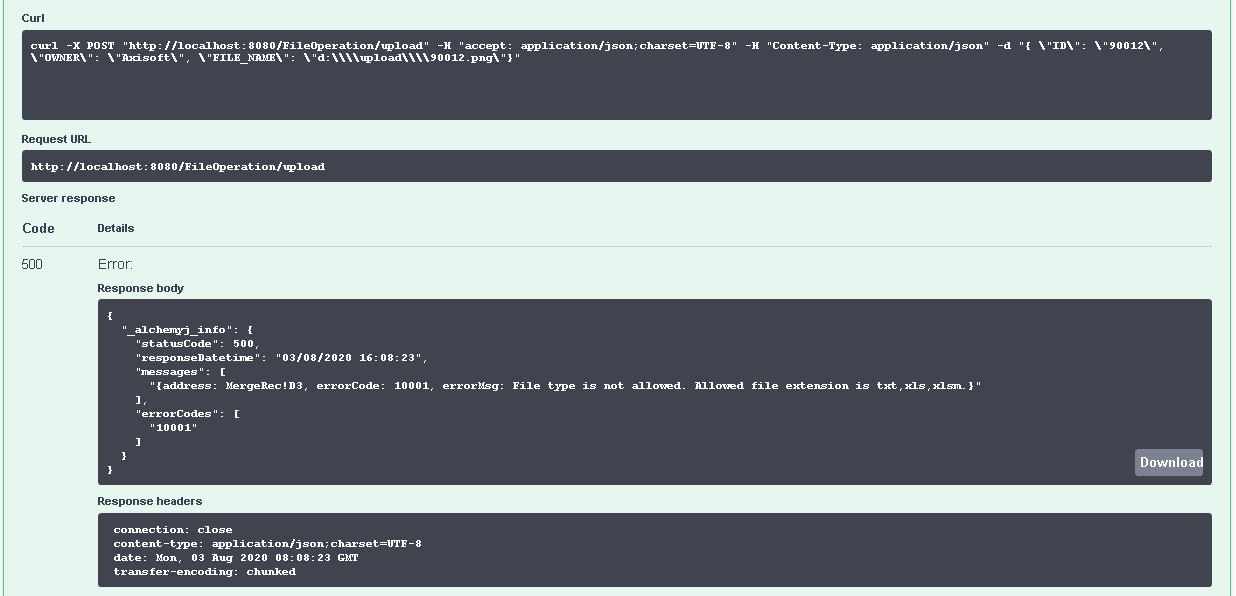 Curl
curl -X POST "http://localhost:8080/FileOperation/upload" -H "accept: application/json;charset=UTF-8" -H "Content-Type: application/json" -d "{ \"ID\": \"90012\",
\"OWNER\": \"Axisoft\", \"FILE_NAME\": \"d:\\\\upload\\\\90012.png\"}"
Request URL
http://localhost:8080/FileOperation/upload
Server response
Code Details
500 Error:
Response body
{
"_alchemyj_info": {
"statusCode": 500,
"responseDatetime": "03/08/2020 16:08:23",
"messages": [
"{address: MergeRec!D3, errorCode: 10001, errorMsg: File type is not allowed. Allowed file extension is txt,xls,xlsm.}"
],
"errorCodes": [
"10001"
]
}
}
Download
Response headers
connection: close
content-type: application/json;charset=UTF-8
date: Mon, 03 Aug 2020 08:08:23 GMT
transfer-encoding: chunked